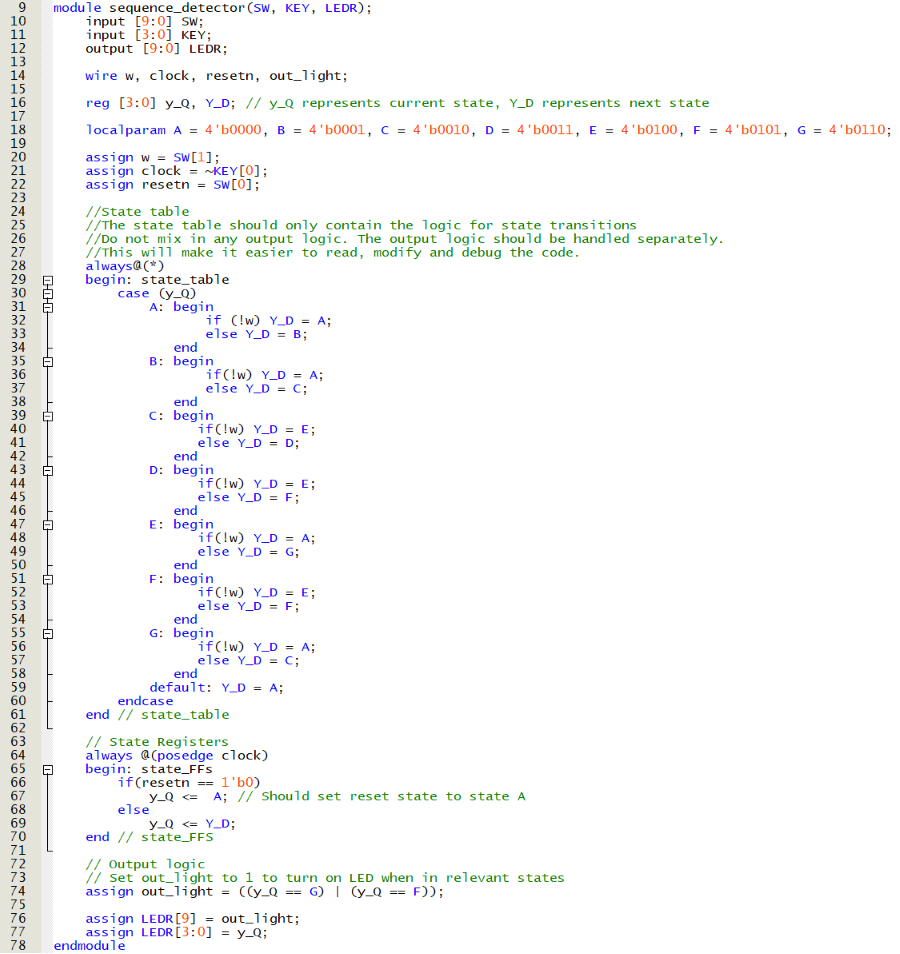 9 module sequence_detector(SW, KEY, LEDR);
10 input [9:0] SW;
11 input [3:0] KEY;
12 output [9:0] LEDR;
13
14 wire w, clock, resetn, out_light;
15
16 reg [3:0] y_Q, Y_D; // y_Q represents current state, Y_D represents next state
17
18 localparam A = 4'b0000, B = 4'b0001, C = 4'b0010, D = 4'b0011, E = 4'b0100, F = 4'b0101, G = 4'b0110;
19
20 assign w = SW[1];
21 assign clock = ~KEY[0];
22 assign resetn = SW[0];
23
24 //State table
25 //The state table should only contain the logic for state transitions
26 //Do not mix in any output logic. The output logic should be handled separately.
27 //This will make it easier to read, modify and debug the code.
28 always@(*)
29 begin: state_table
30 case (y_Q)
31 A: begin
32 if (!w) Y_D = A;
33 else Y_D = B;
34 end
35 B: begin
36 if(!w) Y_D = A;
37 else Y_D = C;
38 end
39 C: begin
40 if(!w) Y_D = E;
41 else Y_D = D;
42 end
43 D: begin
44 if(!w) Y_D = E;
45 else Y_D = F;
46 end
47 E: begin
48 if(!w) Y_D = A;
49 else Y_D = G;
50 end
51 F: begin
52 if(!w) Y_D = E;
53 else Y_D = F;
54 end
55 G: begin
56 if(!w) Y_D = A;
57 else Y_D = C;
58 end
59 default: Y_D = A;
60 endcase
61 end // state_table
62
63 // State Registers
64 always @(posedge clock)
65 begin: state_FFs
66 if(resetn == 1'b0)
67 y_Q <= A; // Should set reset state to state A
68 else
69 y_Q <= Y_D;
70 end // state_FFS
71
72 // Output logic
73 // Set out_light to 1 to turn on LED when in relevant states
74 assign out_light = ((y_Q == G) | (y_Q == F));
75
76 assign LEDR[9] = out_light;
77 assign LEDR[3:0] = y_Q;
78 endmodule